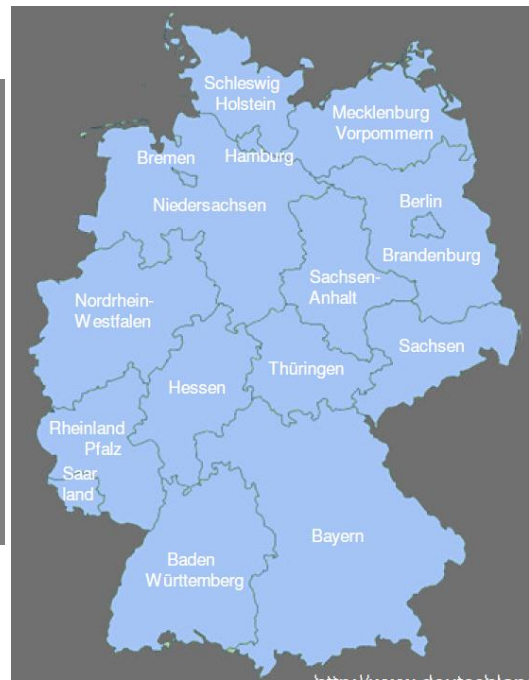 Schleswig
Holstein
Mecklenburg
Vorpommern
Bremen
Hamburg
Niedersachsen
Berlin
Brandenburg
Sachsen-
Anhalt
Nordrhein-
Westfalen
Sachsen
Thüringen
Hessen
Rheinland
Pfalz
Saar
land
Bayern
Baden
Württemberg